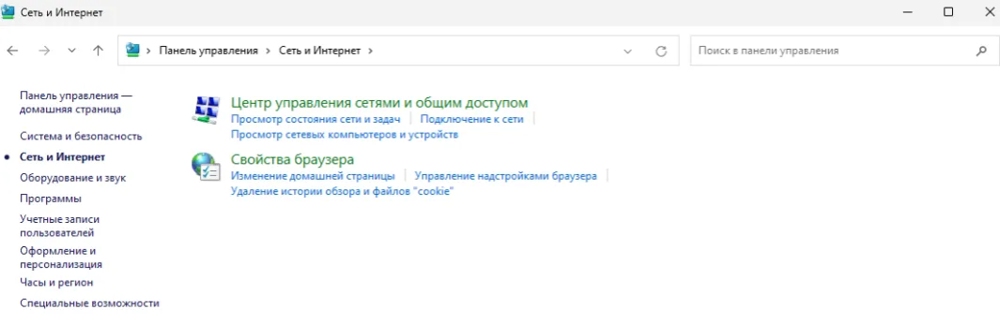 Сеть и Интернет
Панель управления > Сеть и Интернет >
Поиск в панели управления
Панель управления —
домашняя страница
Система и безопасность
Сеть и Интернет
Оборудование и звук
Программы
Учетные записи
пользователей
Оформление и
персонализация
Часы и регион
Специальные возможности
Центр управления сетями и общим доступом
Просмотр состояния сети и задач | Подключение к сети |
Просмотр сетевых компьютеров и устройств
Свойства браузера
Изменение домашней страницы | Управление надстройками браузера |
Удаление истории обзора и файлов "cookie"